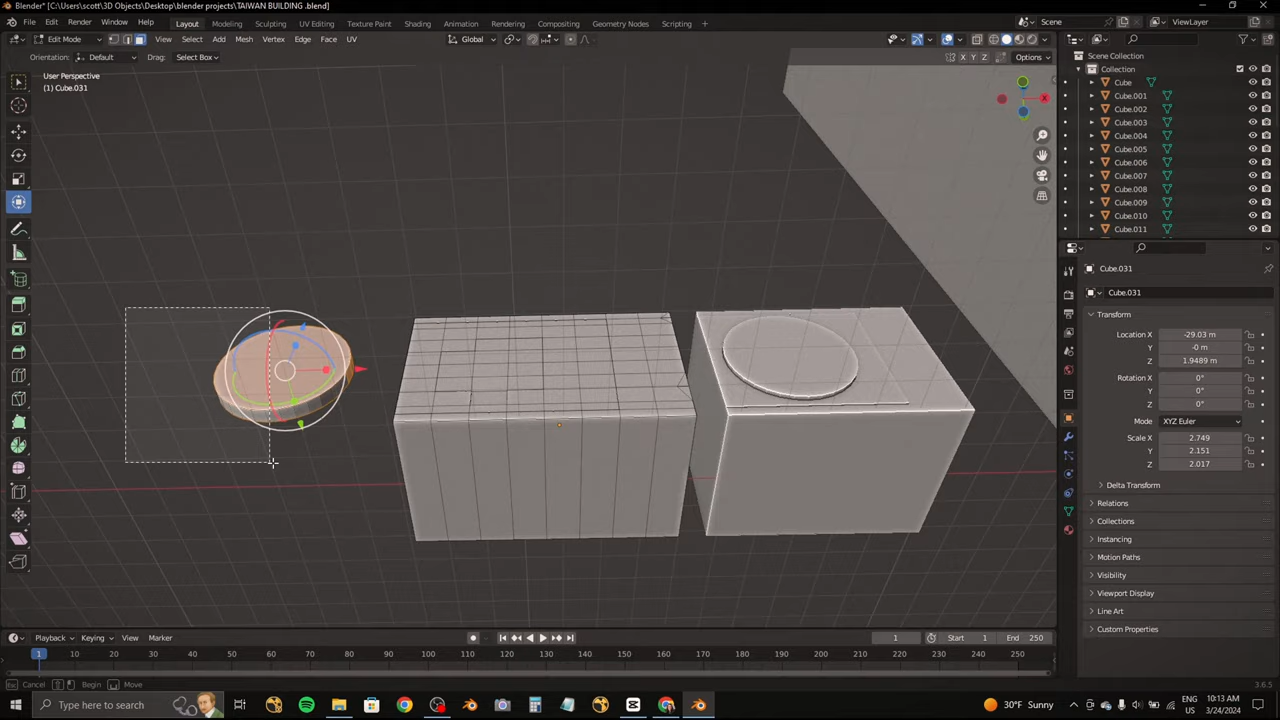 Blender* [C:\Users\scott\3D Objects\Desktop\blender projects\TAIWAN BUILDING .blend]
File Edit Render Window Help Layout Modeling Sculpting UV Editing Texture Paint Shading Animation Rendering Compositing Geometry Nodes Scripting Scene ViewLayer
Edit Mode View Select Add Mesh Vertex Edge Face UV Global
Orientation: Default Drag: Select Box X Y Z Options
User Perspective
(1) Cube.031
Scene Collection
Collection
Cube
Cube.001
Cube.002
Cube.003
Cube.004
Cube.005
Cube.006
Cube.007
Cube.008
Cube.009
Cube.010
Cube.011
Cube.031
Cube.031
Transform
Location X -29.03 m
Y -0 m
Z 1.9489 m
Rotation X 0°
Y 0°
Z 0°
Mode XYZ Euler
Scale X 2.749
Y 2.151
Z 2.017
Delta Transform
Relations
Collections
Instancing
Motion Paths
Visibility
Viewport Display
Line Art
Custom Properties
Playback Keying View Marker 1 Start 1 End 250
1 10 20 30 40 50 60 70 80 90 100 110 120 130 140 150 160 170 180 190 200 210 220 230 240 250
Cancel Begin Move 3.6.5
Type here to search 30°F Sunny ENG US 10:13 AM 3/24/2024